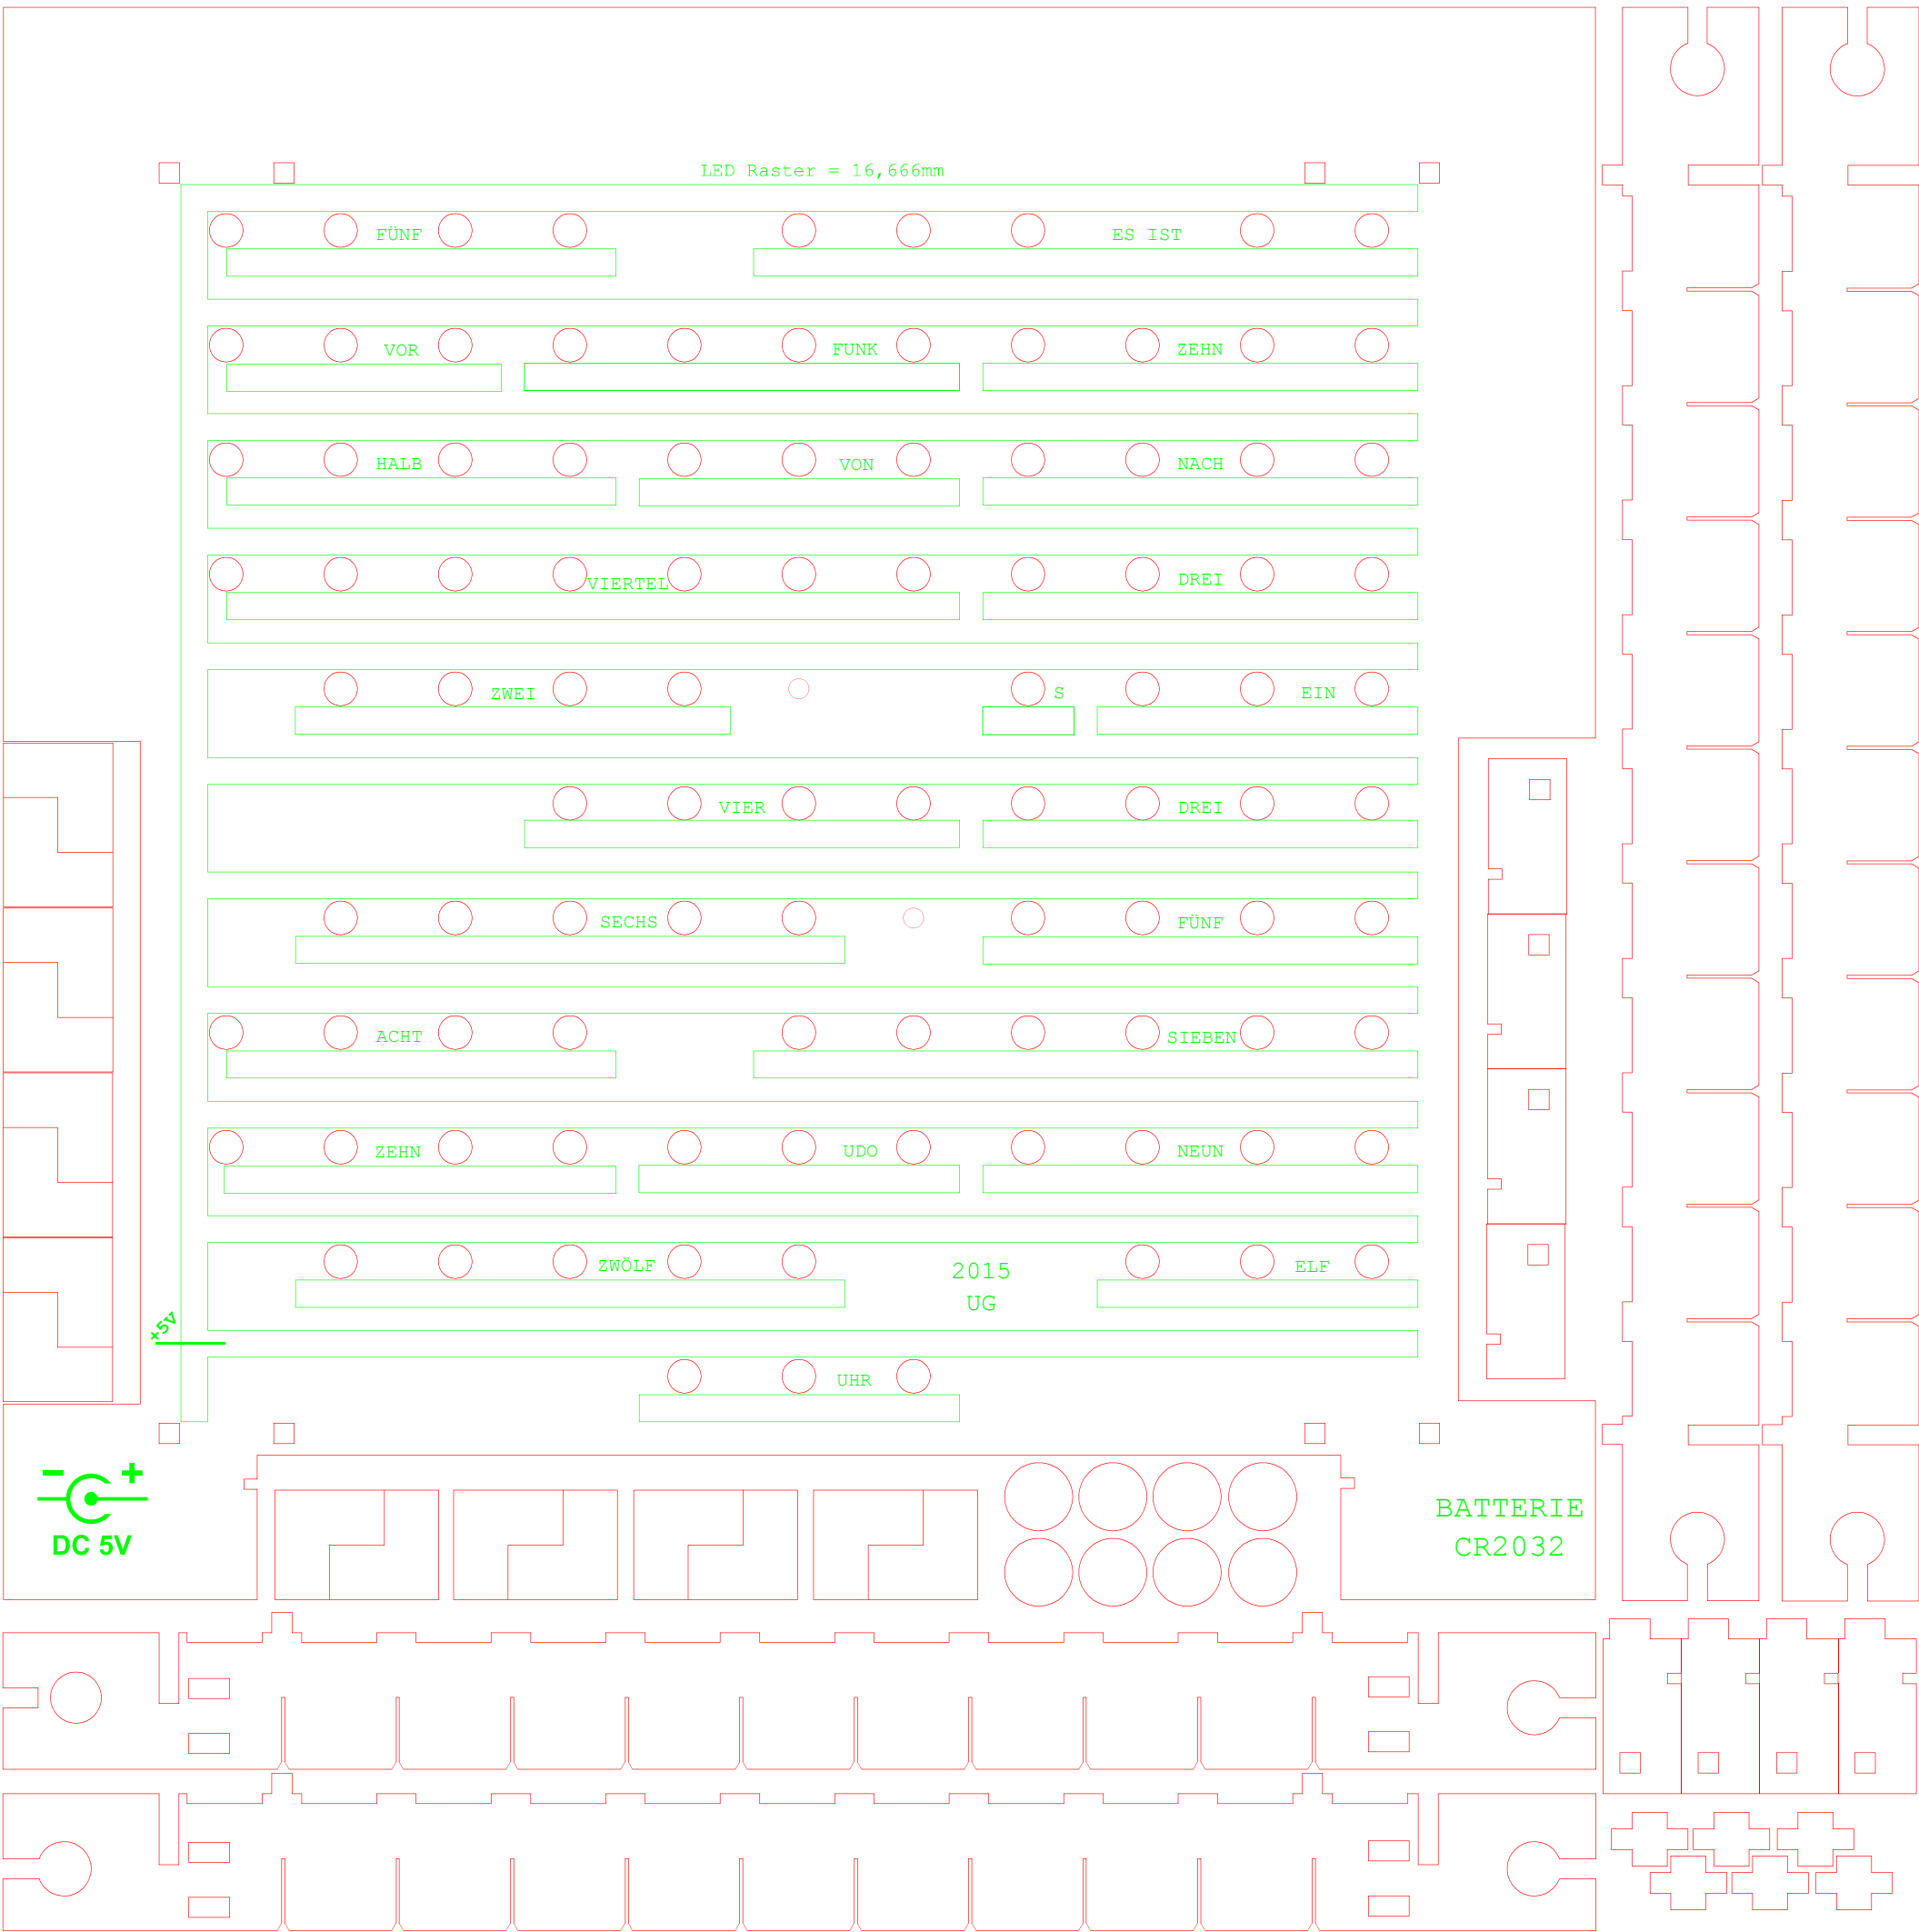 LED Raster = 16,666mm
FÜNF ES IST
VOR FUNK ZEHN
HALB VON NACH
VIERTEL DREI
ZWEI S EIN
VIER DREI
SECHS FÜNF
ACHT SIEBEN
ZEHN UDO NEUN
ZWÖLF 2015 ELF
UG
+5V
UHR
- +
DC 5V
BATTERIE
CR2032